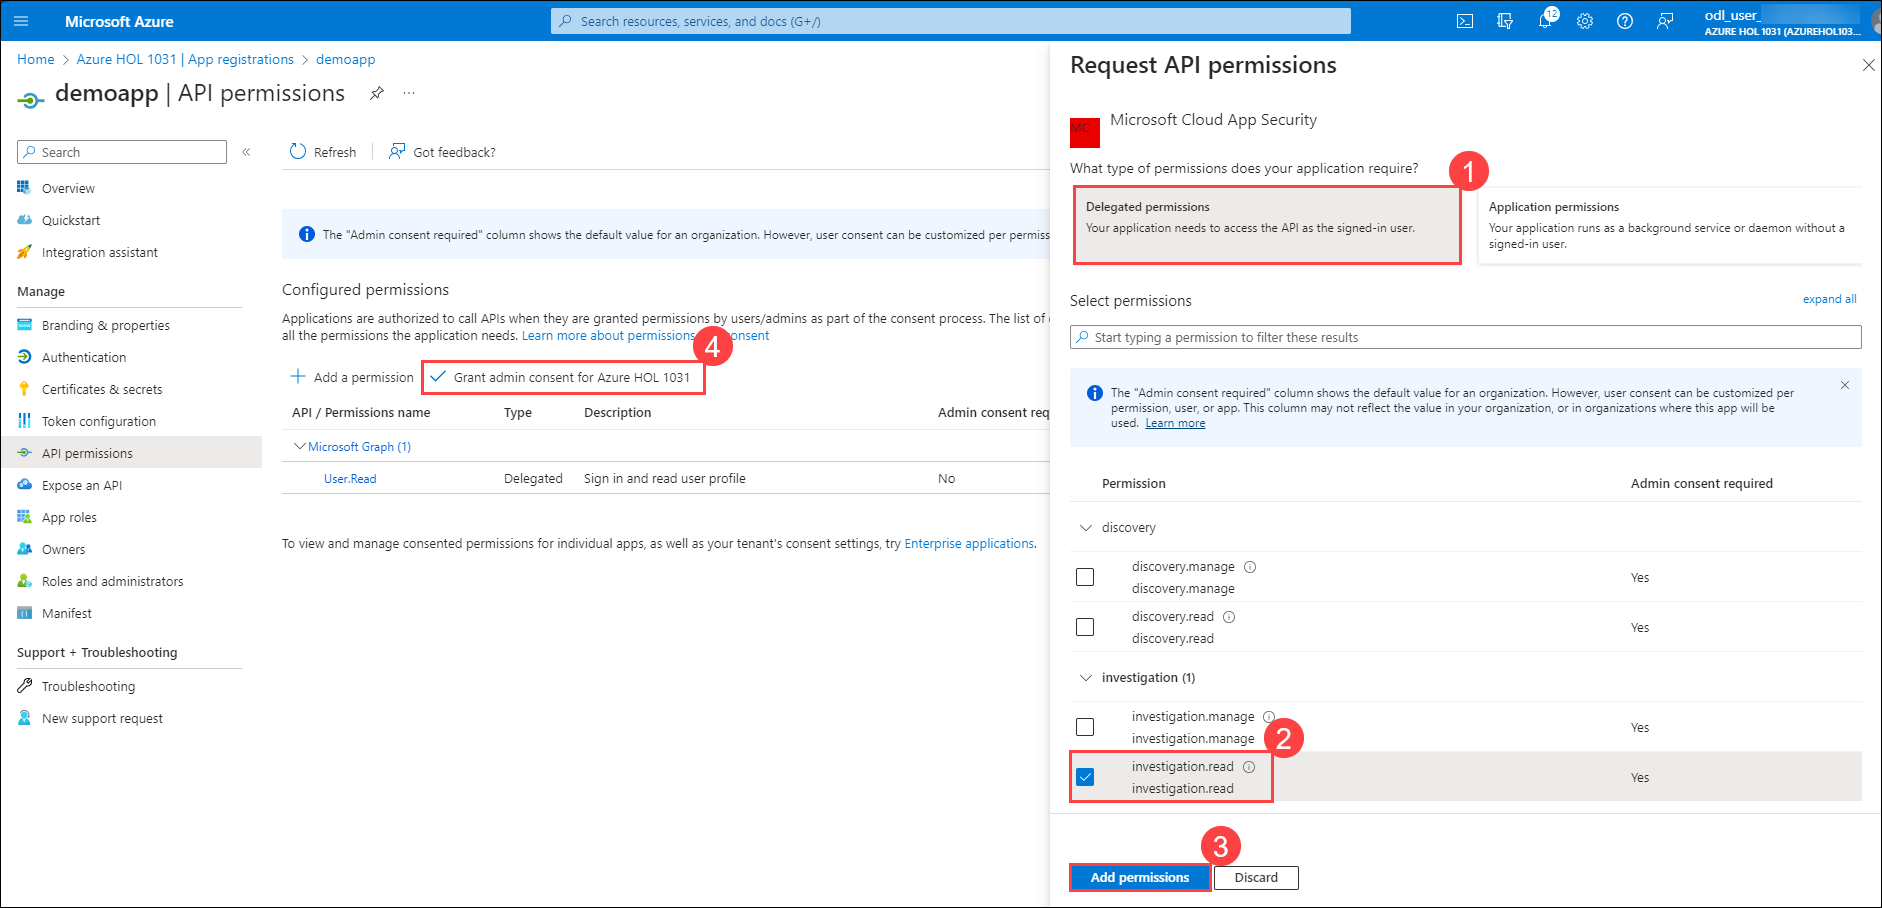 Microsoft Azure
Search resources, services, and docs (G+/)
12
odl_user_
AZURE HOL 1031 (AZUREHOL103...
Home > Azure HOL 1031 | App registrations > demoapp
demoapp | API permissions
...
Search
«
Overview
Quickstart
Integration assistant
Manage
Branding & properties
Authentication
Certificates & secrets
Token configuration
API permissions
Expose an API
App roles
Owners
Roles and administrators
Manifest
Support + Troubleshooting
Troubleshooting
New support request
Refresh
Got feedback?
The "Admin consent required" column shows the default value for an organization. However, user consent can be customized per permiss
Configured permissions
Applications are authorized to call APIs when they are granted permissions by users/admins as part of the consent process. The list of
all the permissions the application needs. Learn more about permissions consent
4
Add a permission
Grant admin consent for Azure HOL 1031
API / Permissions name Type Description Admin consent req
Microsoft Graph (1)
User.Read Delegated Sign in and read user profile No
To view and manage consented permissions for individual apps, as well as your tenant's consent settings, try Enterprise applications.
Request API permissions
MC
Microsoft Cloud App Security
What type of permissions does your application require?
1
Delegated permissions
Your application needs to access the API as the signed-in user.
Application permissions
Your application runs as a background service or daemon without a
signed-in user.
Select permissions
expand all
Start typing a permission to filter these results
The "Admin consent required" column shows the default value for an organization. However, user consent can be customized per
permission, user, or app. This column may not reflect the value in your organization, or in organizations where this app will be
used. Learn more
Permission Admin consent required
discovery
discovery.manage
discovery.manage
Yes
discovery.read
discovery.read
Yes
investigation (1)
investigation.manage
investigation.manage
Yes
2
investigation.read
investigation.read
Yes
3
Add permissions
Discard